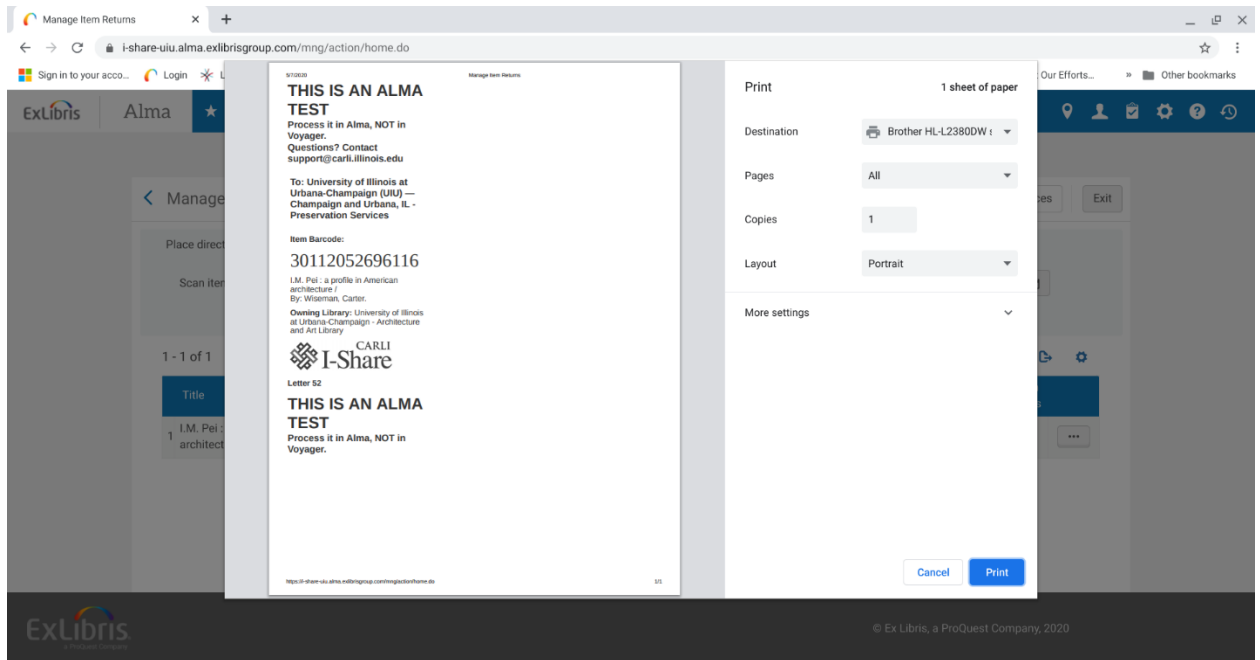 Manage Item Returns
i-share-uiu.alma.exlibrisgroup.com/mng/action/home.do
Sign in to your acco... Login L Our Efforts... » Other bookmarks
ExLibris Alma
Manage Exit
Place direct
Scan iter
1 - 1 of 1
Title
1 I.M. Pei :
architect
5/7/2020 Manage Item Returns
THIS IS AN ALMA
TEST
Process it in Alma, NOT in
Voyager.
Questions? Contact
support@carli.illinois.edu
To: University of Illinois at
Urbana-Champaign (UIU) —
Champaign and Urbana, IL -
Preservation Services
Item Barcode:
30112052696116
I.M. Pei : a profile in American
architecture /
By: Wiseman, Carter.
Owning Library: University of Illinois
at Urbana-Champaign - Architecture
and Art Library
CARLI
I-Share
Letter 52
THIS IS AN ALMA
TEST
Process it in Alma, NOT in
Voyager.
https://i-share-uiu.alma.exlibrisgroup.com/mng/action/home.do 1/1
Print 1 sheet of paper
Destination Brother HL-L2380DW
Pages All
Copies 1
Layout Portrait
More settings
Cancel Print
ExLibris
a ProQuest Company
© Ex Libris, a ProQuest Company, 2020